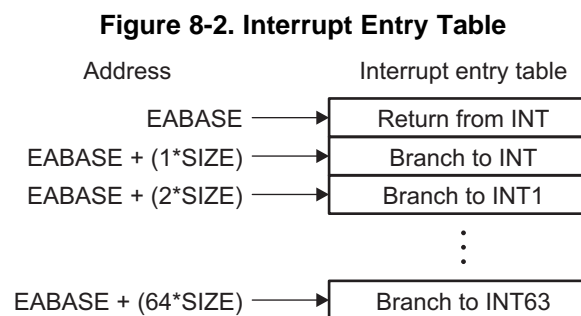 Figure 8-2. Interrupt Entry Table
Address Interrupt entry table
EABASE Return from INT
EABASE + (1*SIZE) Branch to INT
EABASE + (2*SIZE) Branch to INT1
EABASE + (64*SIZE) Branch to INT63